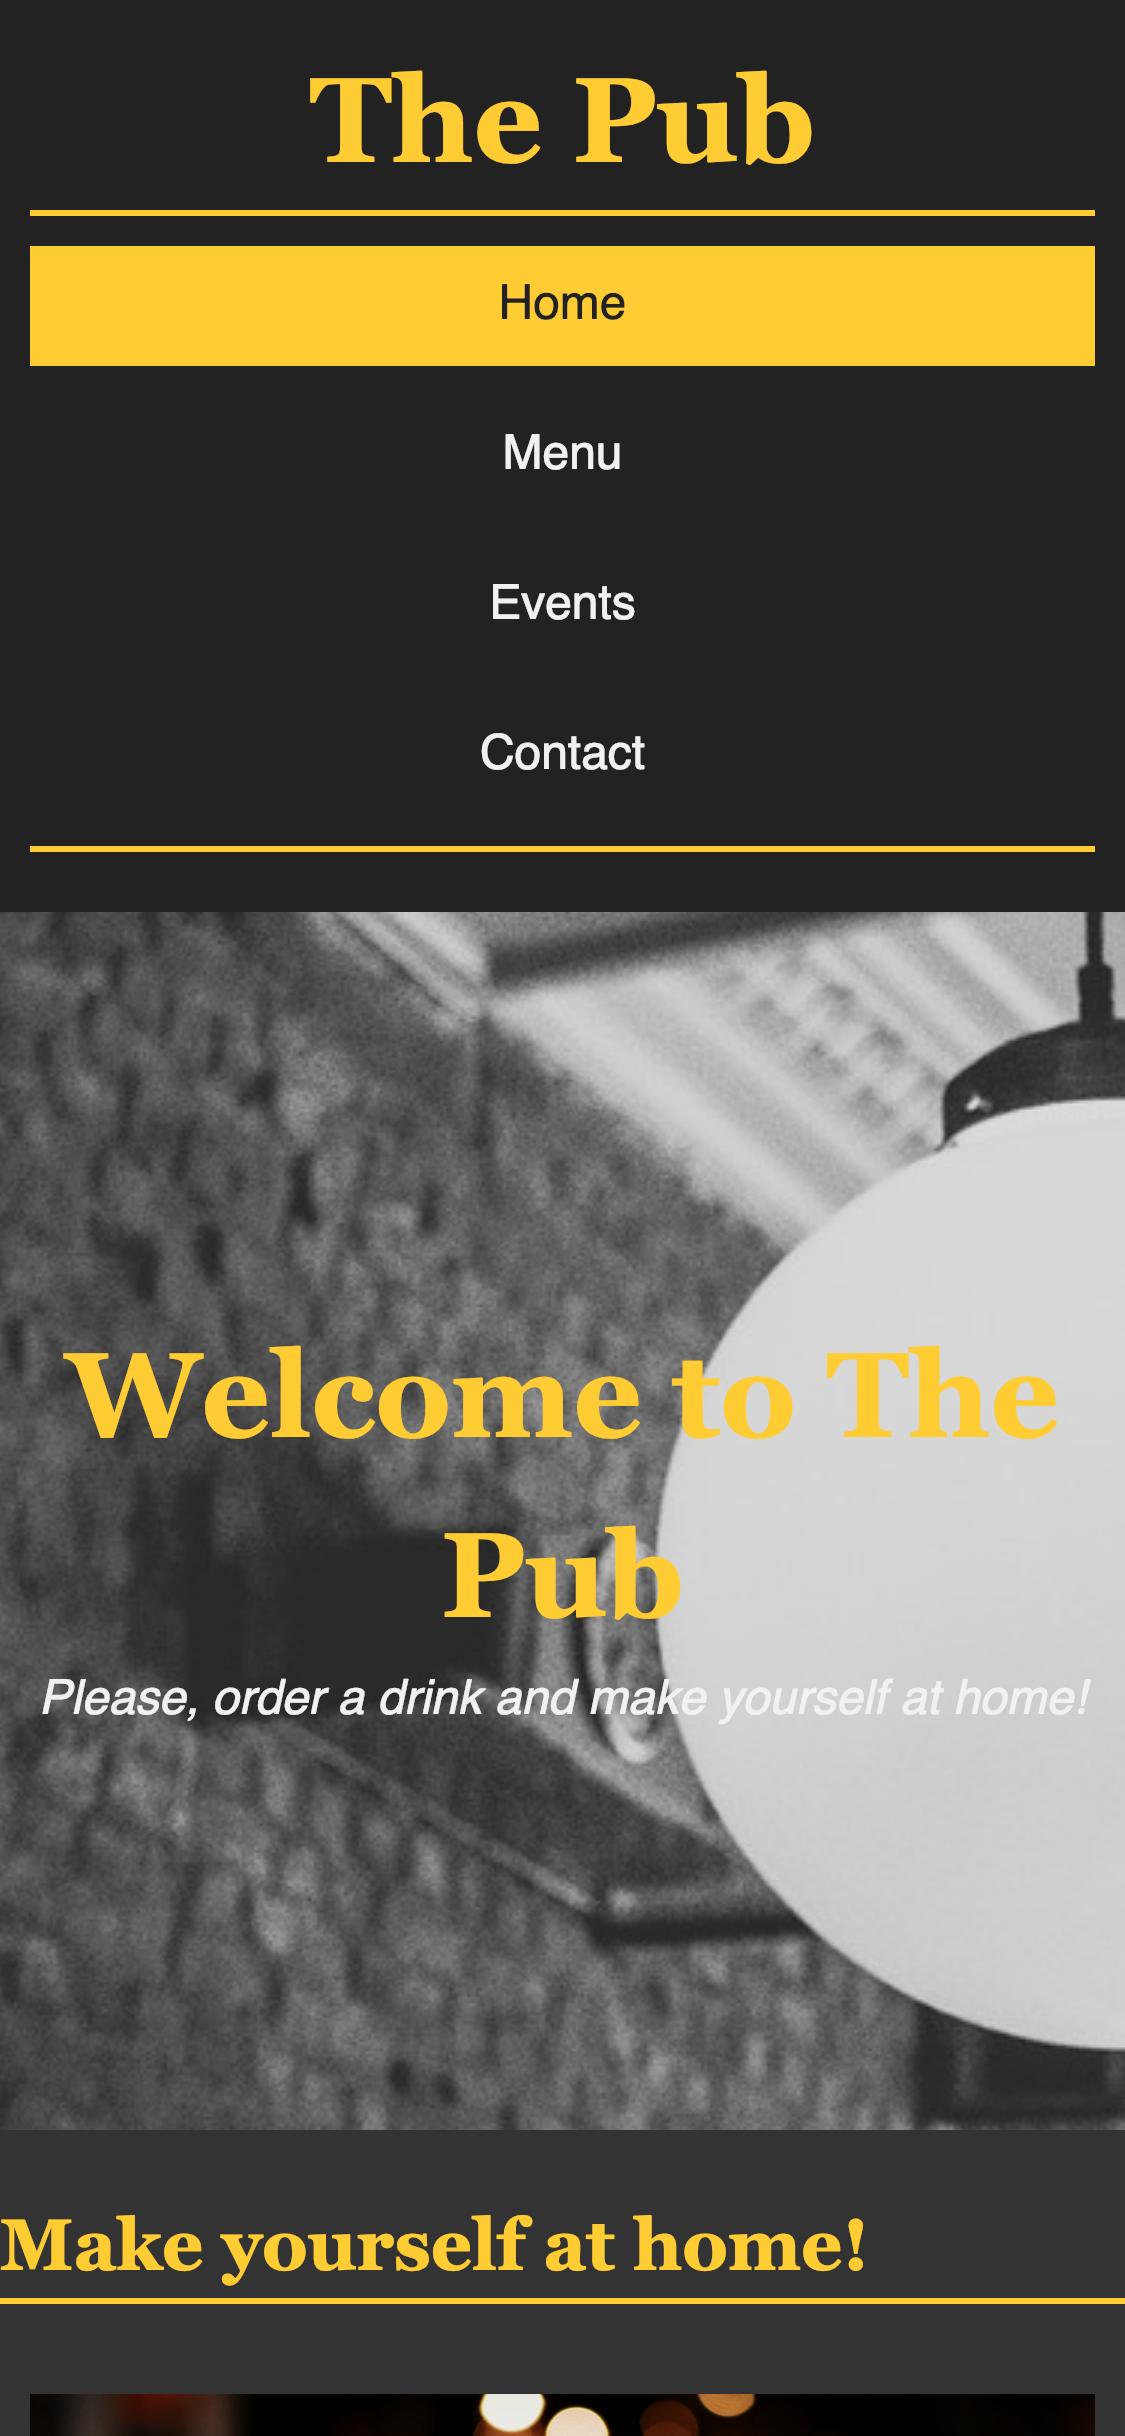 The Pub
Home
Menu
Events
Contact
Welcome to The
Pub
Please, order a drink and make yourself at home!
Make yourself at home!